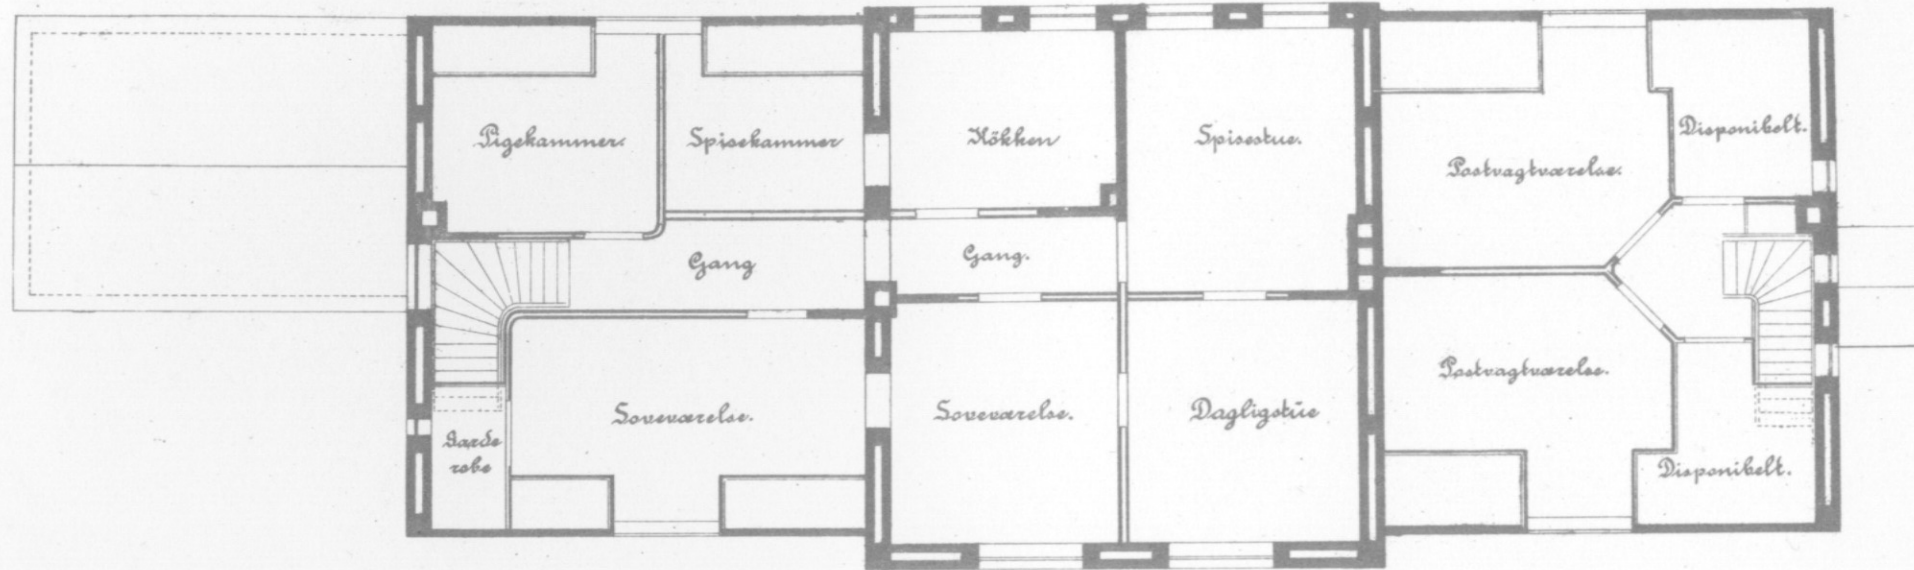 Pigekammer.
Spisekammer
Kökken
Spisestue.
Postvagtværelse.
Disponibelt.
Gang
Gang.
Garde
robe
Soveværelse.
Soveværelse.
Dagligstue
Postvagtværelse.
Disponibelt.